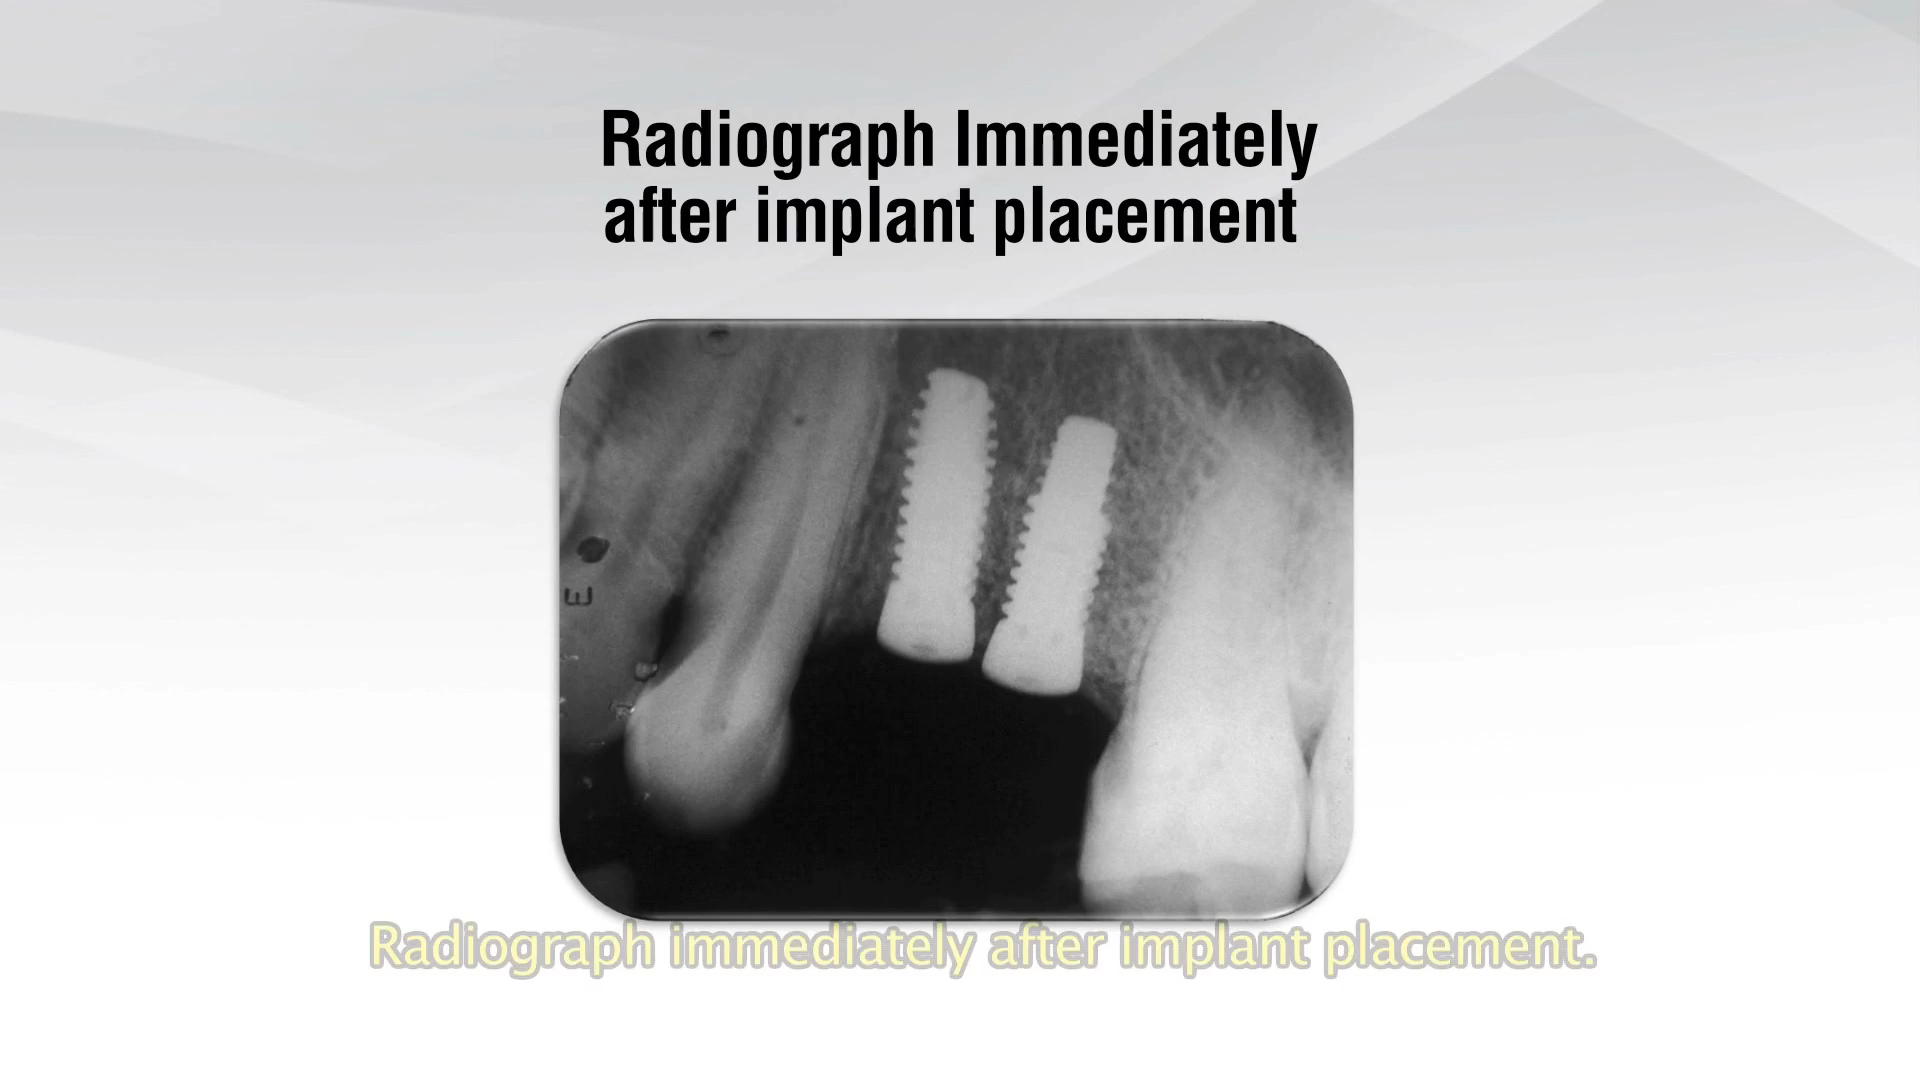 Radiograph Immediately
after implant placement
E
Radiograph immediately after implant placement.